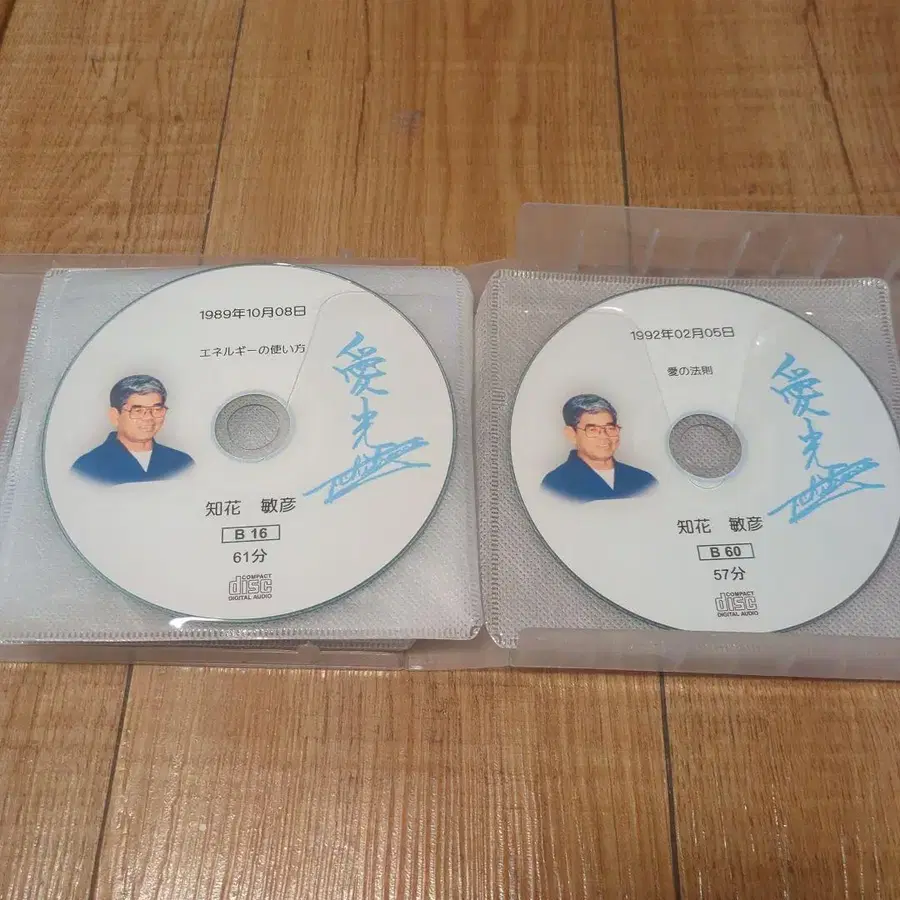 1989年10月08日
エネルギーの使い方
愛
光
知花 敏彦
B 16
61分
COMPACT
disc
DIGITAL AUDIO
1992年02月05日
愛の法則
愛
光
知花 敏彦
B 60
57分
COMPACT
disc
DIGITAL AUDIO